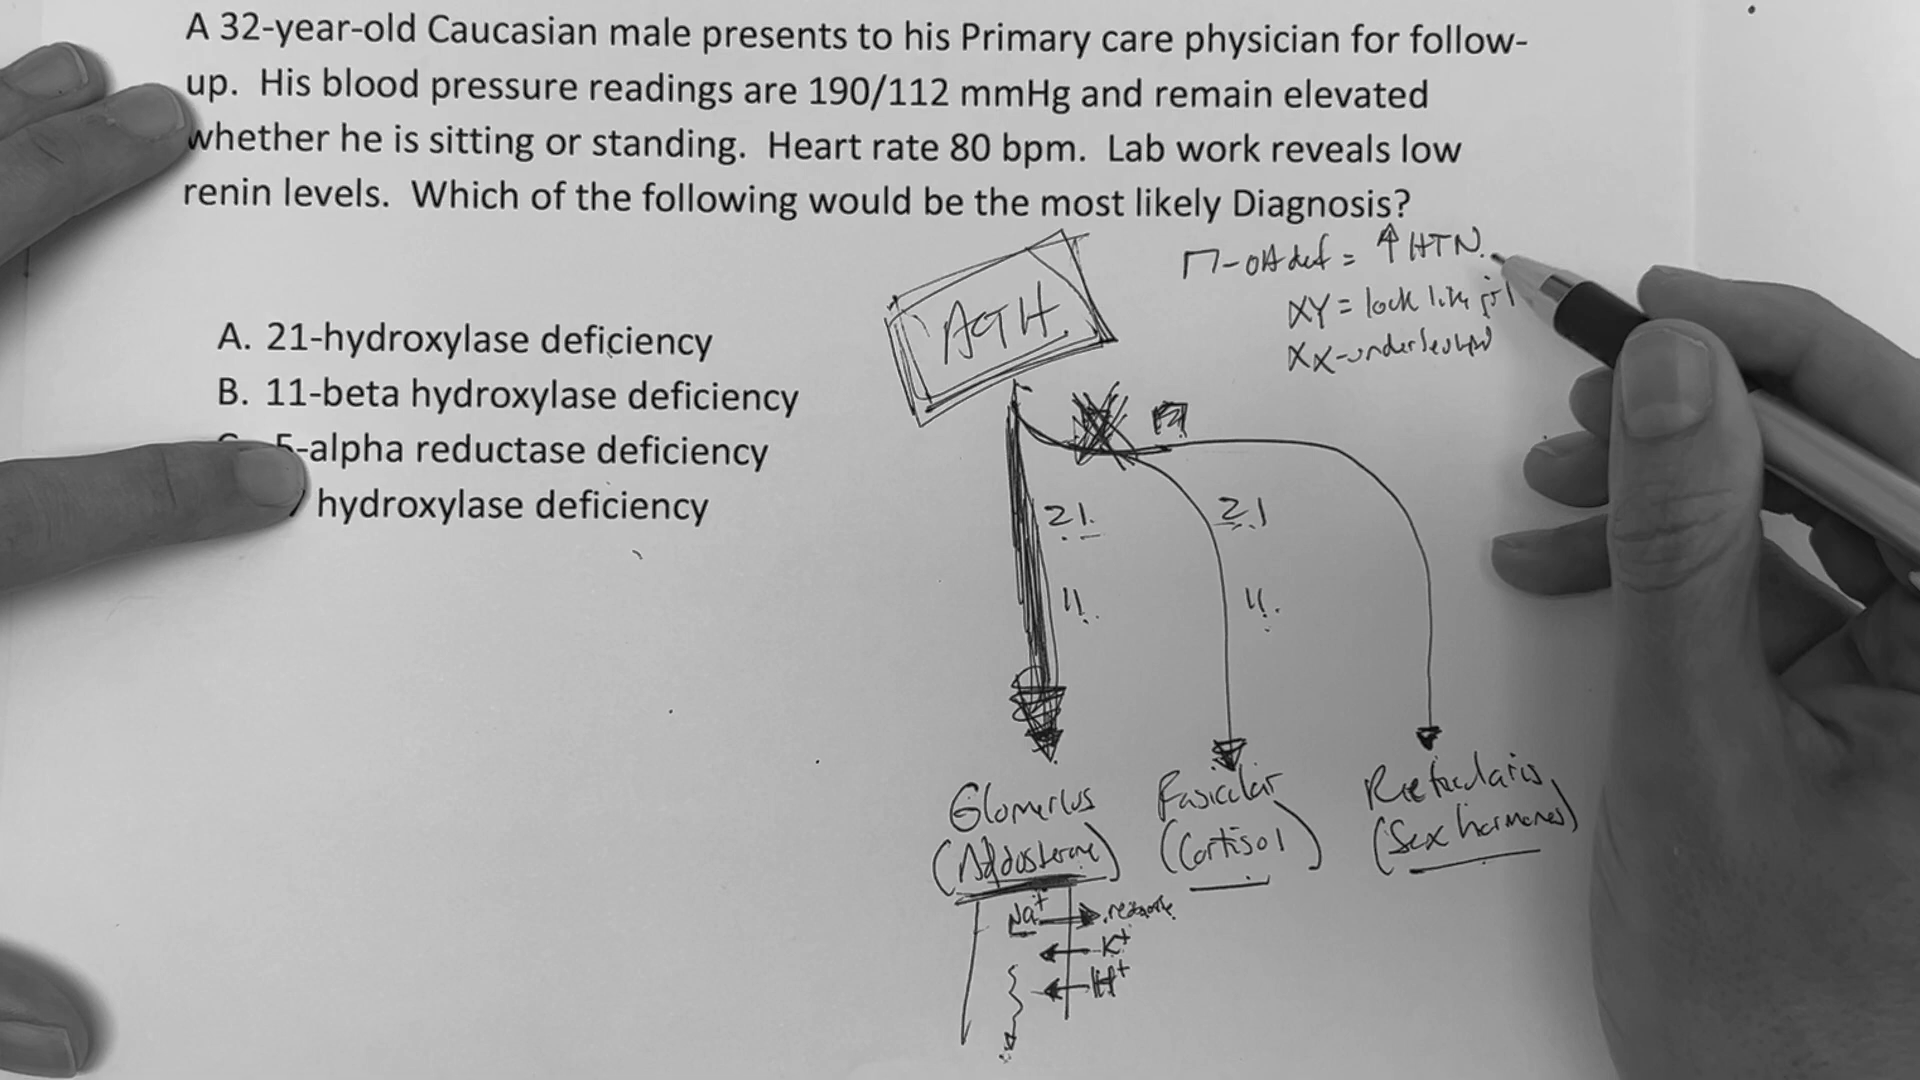 A 32-year-old Caucasian male presents to his Primary care physician for follow-
up. His blood pressure readings are 190/112 mmHg and remain elevated
whether he is sitting or standing. Heart rate 80 bpm. Lab work reveals low
renin levels. Which of the following would be the most likely Diagnosis?
17-OH def = ↑ HTN.
XY = look like girl
XX-
ACTH
A. 21-hydroxylase deficiency
B. 11-beta hydroxylase deficiency
5-alpha reductase deficiency
hydroxylase deficiency
17
21. 21
11. 11.
Glomerlus Fasicular Reticularis
(Aldosterone) (Cortisol) (Sex hormones)
Na+
K+
H+